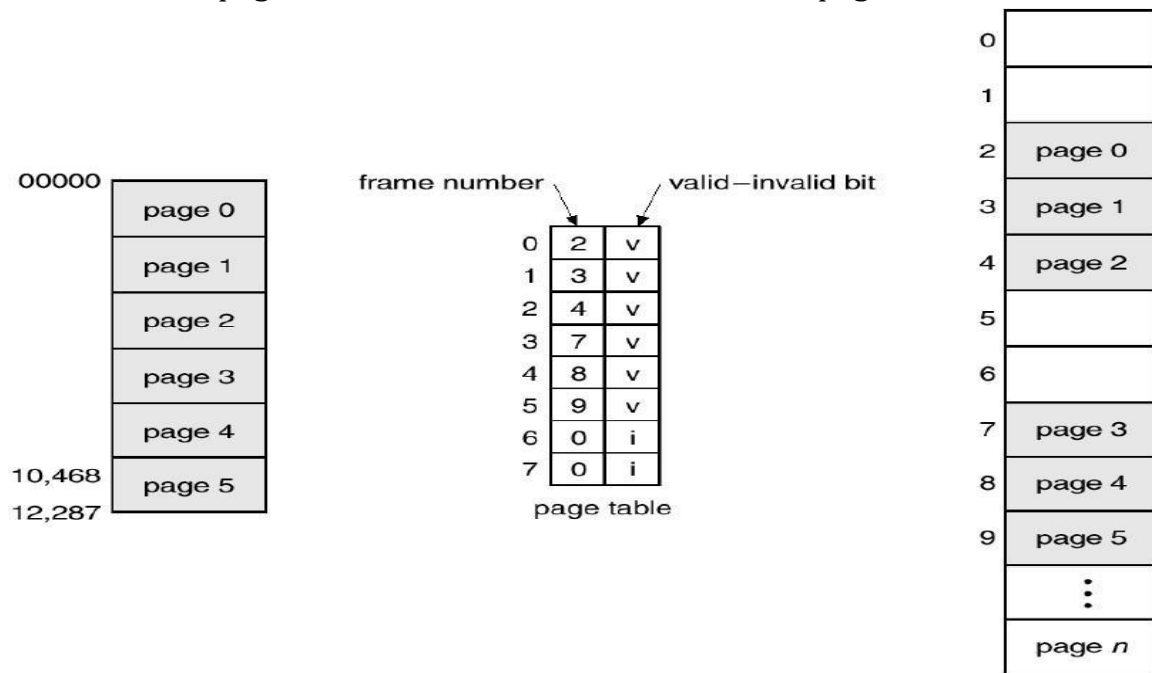 00000
page 0
page 1
page 2
page 3
page 4
10,468
page 5
12,287
frame number
valid–invalid bit
0 2 v
1 3 v
2 4 v
3 7 v
4 8 v
5 9 v
6 0 i
7 0 i
page table
0
1
2 page 0
3 page 1
4 page 2
5
6
7 page 3
8 page 4
9 page 5
⋮
page n